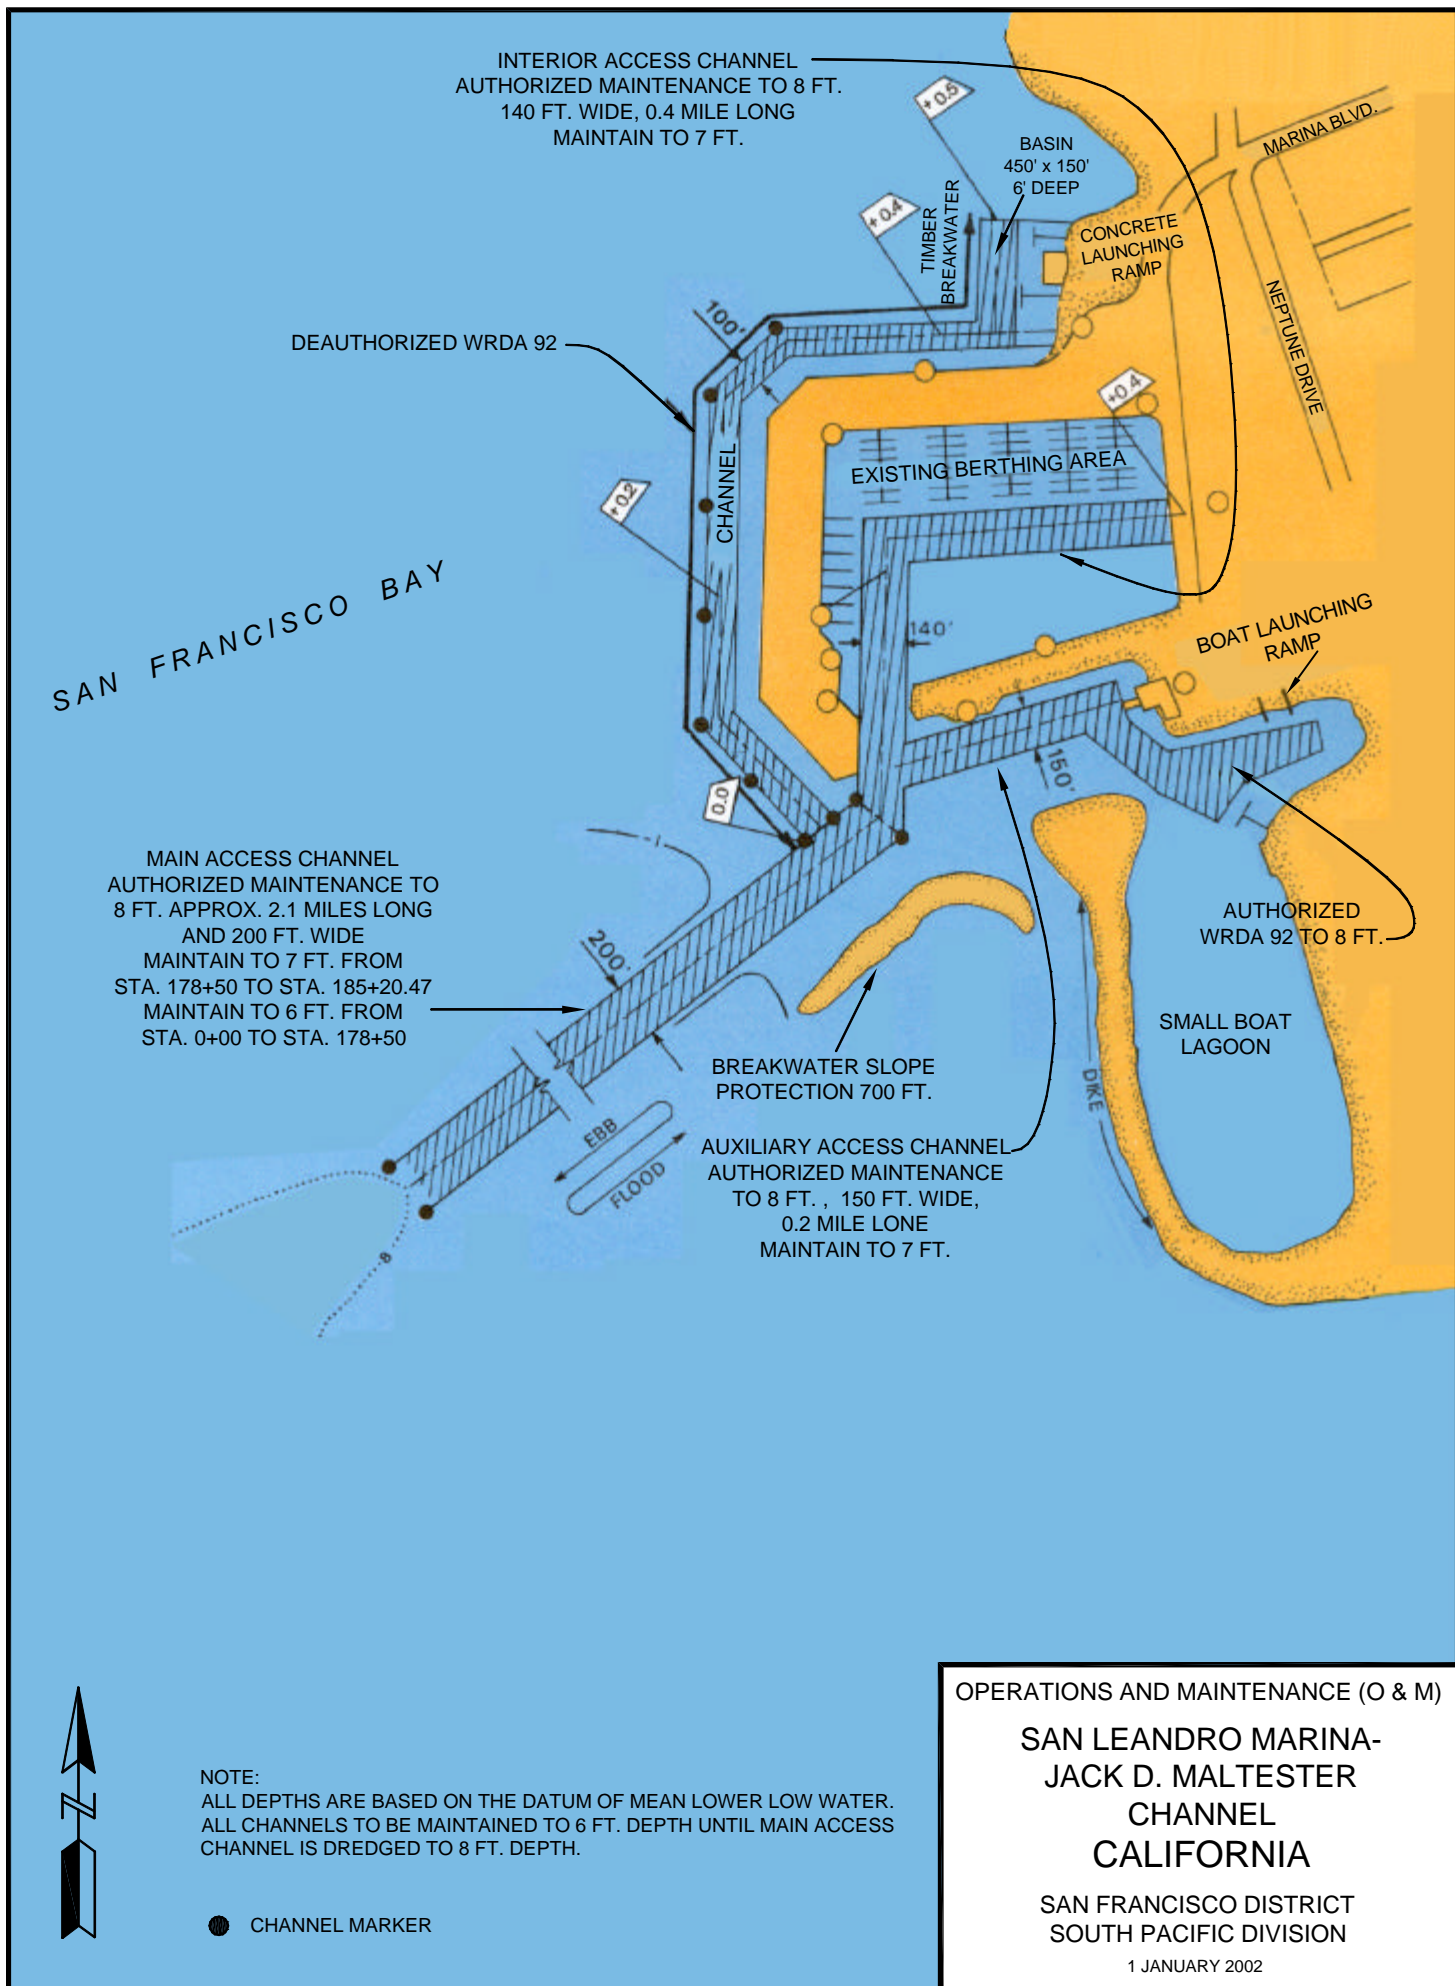 INTERIOR ACCESS CHANNEL
AUTHORIZED MAINTENANCE TO 8 FT.
140 FT. WIDE, 0.4 MILE LONG
MAINTAIN TO 7 FT.
+0.5
BASIN
450' x 150'
6' DEEP
MARINA BLVD.
+0.4
TIMBER
BREAKWATER
CONCRETE
LAUNCHING
RAMP
NEPTUNE DRIVE
100'
DEAUTHORIZED WRDA 92
+0.4
CHANNEL
EXISTING BERTHING AREA
+0.2
SAN FRANCISCO BAY
140'
BOAT LAUNCHING
RAMP
150'
0.0
MAIN ACCESS CHANNEL
AUTHORIZED MAINTENANCE TO
8 FT. APPROX. 2.1 MILES LONG
AND 200 FT. WIDE
MAINTAIN TO 7 FT. FROM
STA. 178+50 TO STA. 185+20.47
MAINTAIN TO 6 FT. FROM
STA. 0+00 TO STA. 178+50
200'
AUTHORIZED
WRDA 92 TO 8 FT.
SMALL BOAT
LAGOON
BREAKWATER SLOPE
PROTECTION 700 FT.
DIKE
EBB
FLOOD
AUXILIARY ACCESS CHANNEL
AUTHORIZED MAINTENANCE
TO 8 FT. , 150 FT. WIDE,
0.2 MILE LONE
MAINTAIN TO 7 FT.
8
N
NOTE:
ALL DEPTHS ARE BASED ON THE DATUM OF MEAN LOWER LOW WATER.
ALL CHANNELS TO BE MAINTAINED TO 6 FT. DEPTH UNTIL MAIN ACCESS
CHANNEL IS DREDGED TO 8 FT. DEPTH.
CHANNEL MARKER
OPERATIONS AND MAINTENANCE (O & M)
SAN LEANDRO MARINA-
JACK D. MALTESTER
CHANNEL
CALIFORNIA
SAN FRANCISCO DISTRICT
SOUTH PACIFIC DIVISION
1 JANUARY 2002